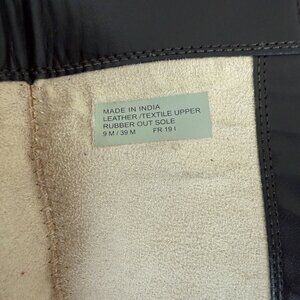 MADE IN INDIA
LEATHER /TEXTILE UPPER
RUBBER OUT SOLE
9 M / 39 M FR 19 I